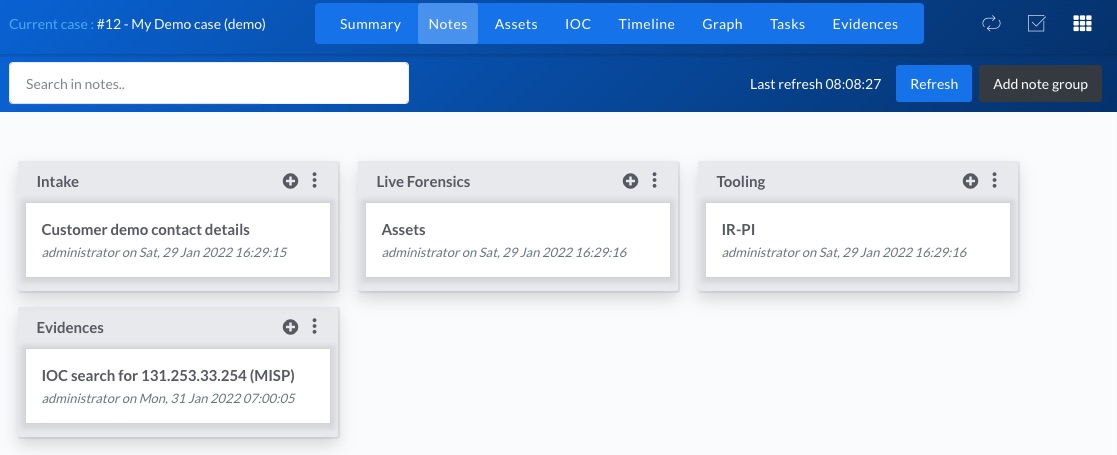 Current case : #12 - My Demo case (demo)
Summary Notes Assets IOC Timeline Graph Tasks Evidences
Search in notes..
Last refresh 08:08:27 Refresh Add note group
Intake
Customer demo contact details
administrator on Sat, 29 Jan 2022 16:29:15
Live Forensics
Assets
administrator on Sat, 29 Jan 2022 16:29:16
Tooling
IR-PI
administrator on Sat, 29 Jan 2022 16:29:16
Evidences
IOC search for 131.253.33.254 (MISP)
administrator on Mon, 31 Jan 2022 07:00:05